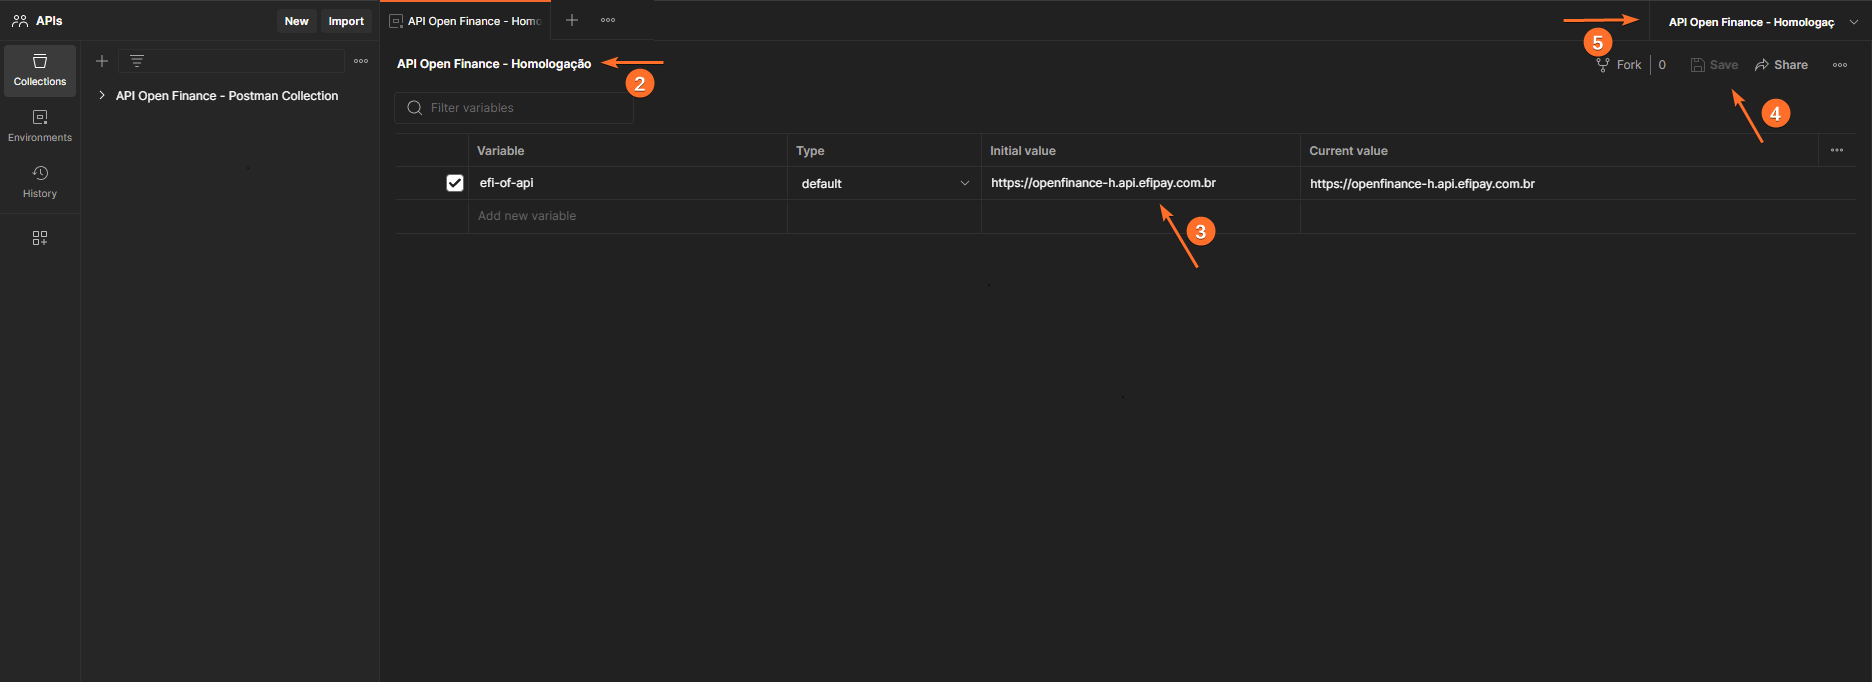 APIs
New
Import
API Open Finance - Homo
API Open Finance - Homologaç
5
Collections
Environments
History
API Open Finance - Postman Collection
API Open Finance - Homologação
2
Fork
0
Save
Share
4
Filter variables
Variable
Type
Initial value
Current value
efi-of-api
default
https://openfinance-h.api.efipay.com.br
https://openfinance-h.api.efipay.com.br
Add new variable
3